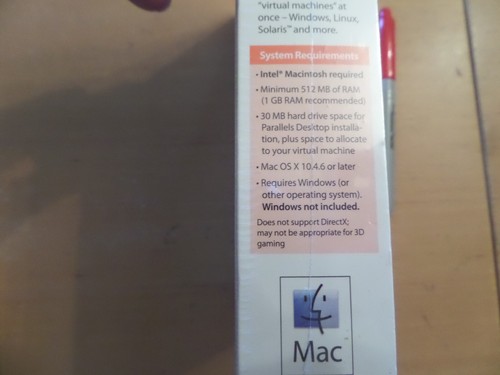 "virtual machines" at
once – Windows, Linux,
Solaris™ and more.
System Requirements
• Intel® Macintosh required
• Minimum 512 MB of RAM
(1 GB RAM recommended)
• 30 MB hard drive space for
Parallels Desktop installa-
tion, plus space to allocate
to your virtual machine
• Mac OS X 10.4.6 or later
• Requires Windows (or
other operating system).
Windows not included.
Does not support DirectX;
may not be appropriate for 3D
gaming
Mac